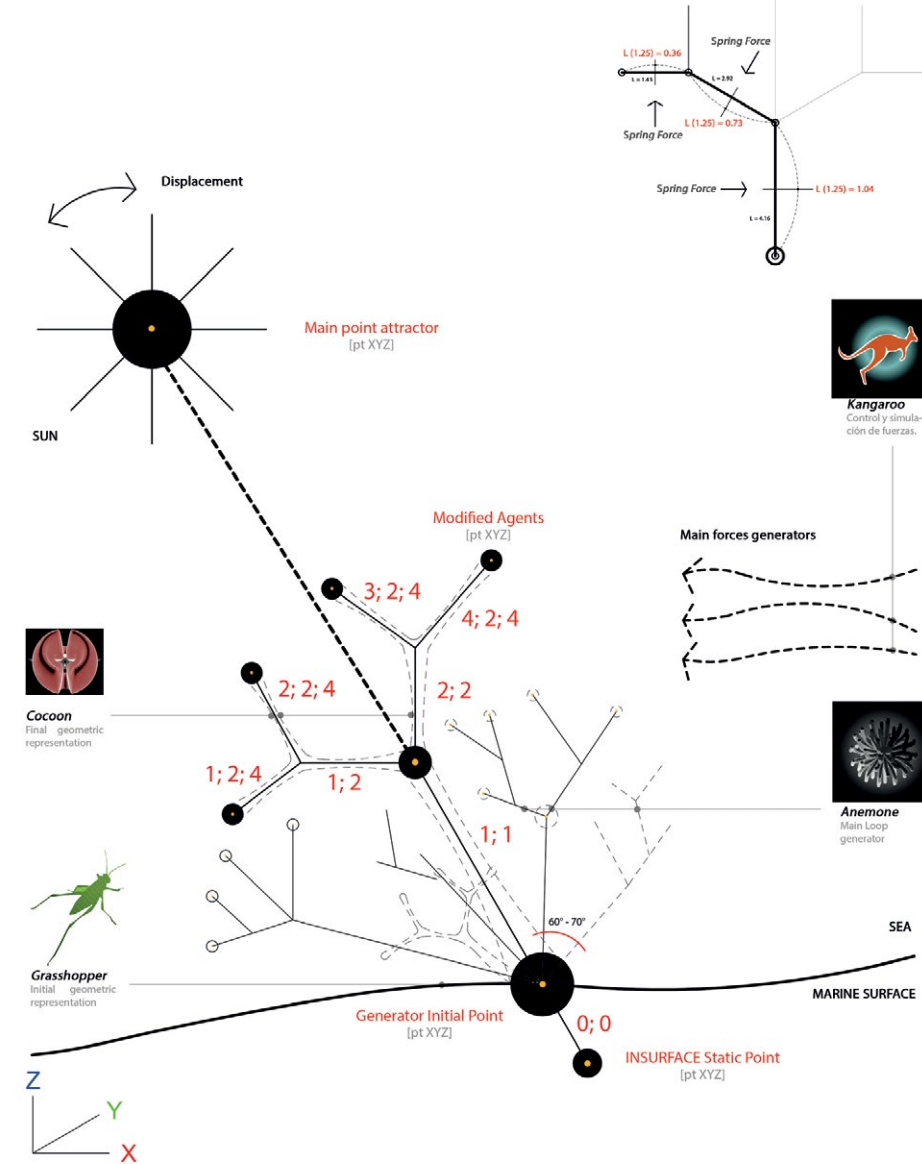 L (1.25) = 0.36
Spring Force
L = 1.45
L = 2.92
L (1.25) = 0.73
Spring Force
Spring Force
L (1.25) = 1.04
L = 4.16
Displacement
Main point attractor
[pt XYZ]
SUN
Kangaroo
Control y simula-
ción de fuerzas.
Modified Agents
[pt XYZ]
Main forces generators
3; 2; 4
4; 2; 4
2; 2; 4
2; 2
Cocoon
Final geometric
representation
1; 2; 4
1; 2
1; 1
Anemone
Main Loop
generator
60° - 70°
SEA
Grasshopper
Initial geometric
representation
MARINE SURFACE
Generator Initial Point
[pt XYZ]
0; 0
INSURFACE Static Point
[pt XYZ]
Z
Y
X